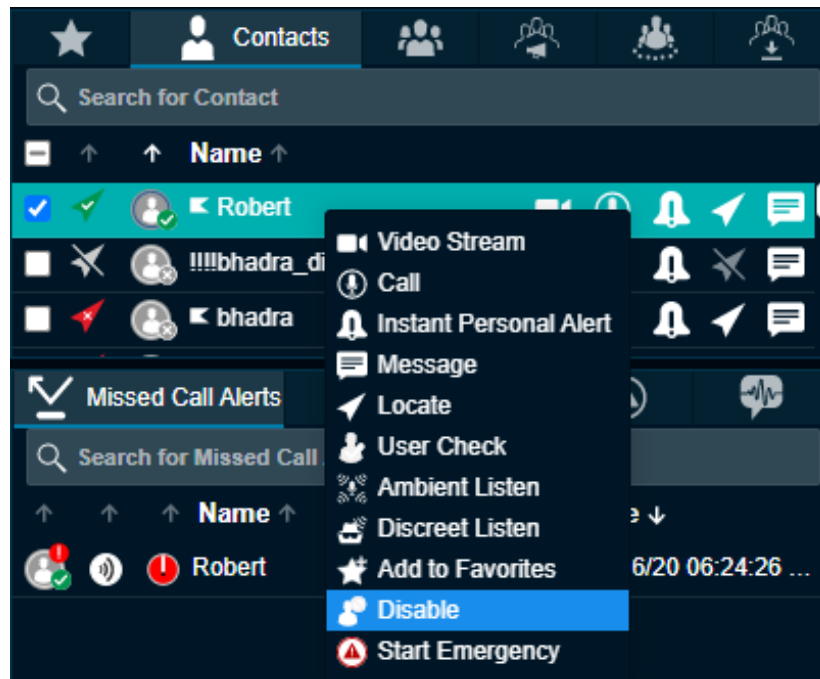 Contacts
Search for Contact
Name
Robert
!!!!bhadra_di
bhadra
Video Stream
Call
Instant Personal Alert
Message
Locate
User Check
Ambient Listen
Discreet Listen
Add to Favorites
Disable
Start Emergency
Missed Call Alerts
Search for Missed Call
Name
e
Robert
6/20 06:24:26 ...